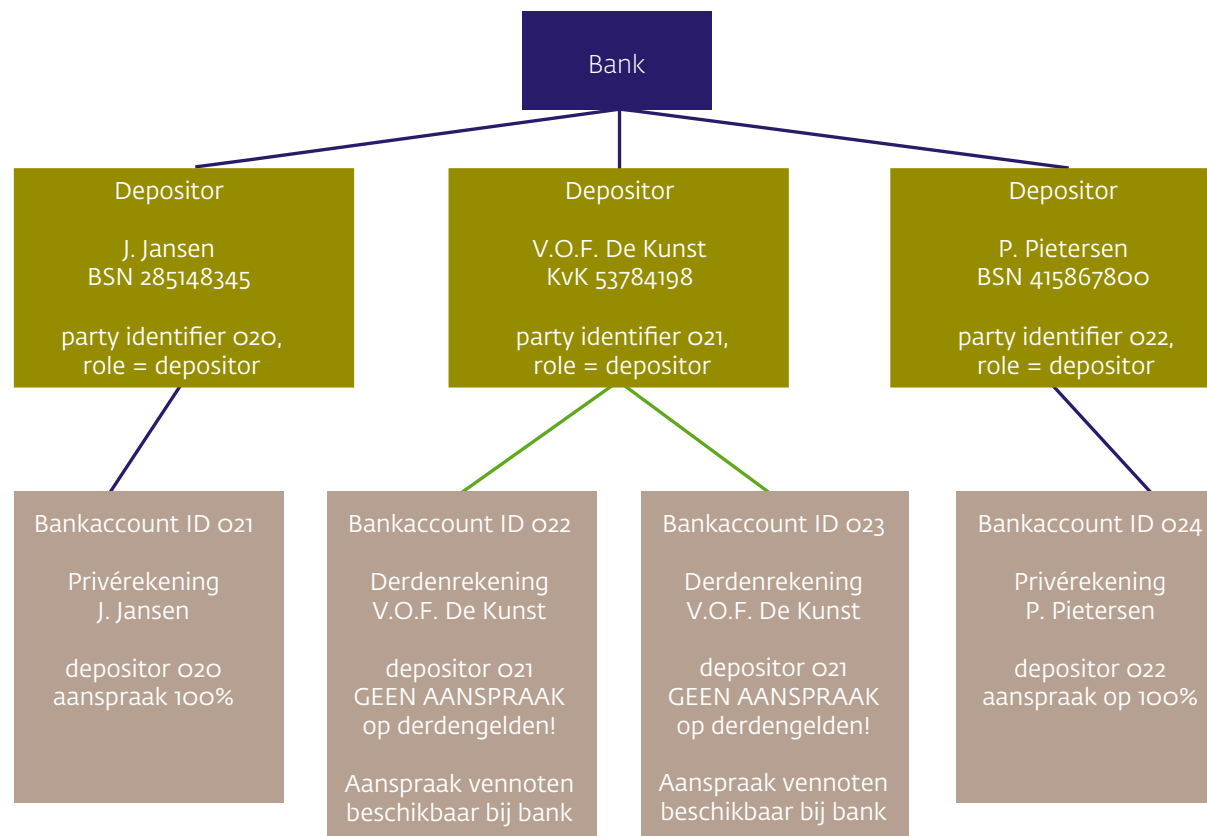 Bank
Depositor
J. Jansen
BSN 285148345
party identifier 020,
role = depositor
Depositor
V.O.F. De Kunst
KvK 53784198
party identifier 021,
role = depositor
Depositor
P. Pietersen
BSN 415867800
party identifier 022,
role = depositor
Bankaccount ID 021
Privérekening
J. Jansen
depositor 020
aanspraak 100%
Bankaccount ID 022
Derdenrekening
V.O.F. De Kunst
depositor 021
GEEN AANSPRAAK
op derdengelden!
Aanspraak vennoten
beschikbaar bij bank
Bankaccount ID 023
Derdenrekening
V.O.F. De Kunst
depositor 021
GEEN AANSPRAAK
op derdengelden!
Aanspraak vennoten
beschikbaar bij bank
Bankaccount ID 024
Privérekening
P. Pietersen
depositor 022
aanspraak op 100%